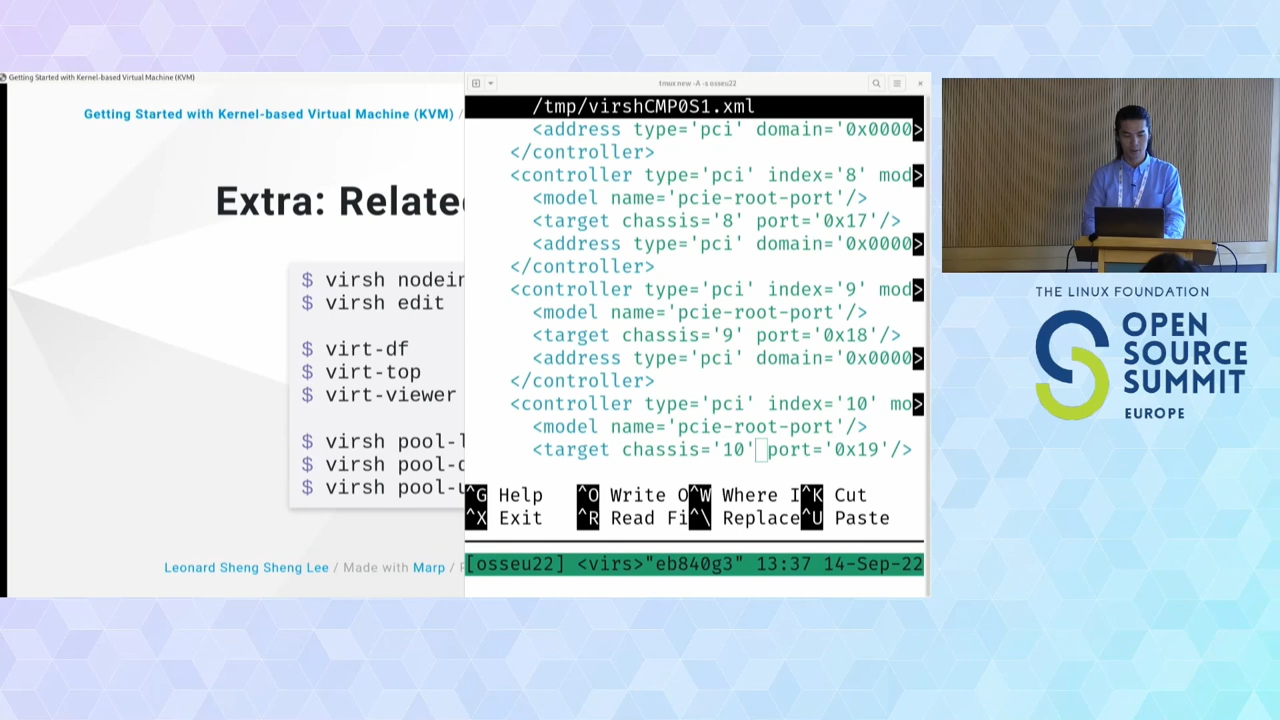 Getting Started with Kernel-based Virtual Machine (KVM)
Getting Started with Kernel-based Virtual Machine (KVM) /
Extra: Relate
$ virsh nodein
$ virsh edit
$ virt-df
$ virt-top
$ virt-viewer
$ virsh pool-l
$ virsh pool-d
$ virsh pool-u
Leonard Sheng Sheng Lee / Made with Marp /
tmux new -A -s osseu22
/tmp/virshCMP0S1.xml
<address type='pci' domain='0x0000>
</controller>
<controller type='pci' index='8' mod>
<model name='pcie-root-port'/>
<target chassis='8' port='0x17'/>
<address type='pci' domain='0x0000>
</controller>
<controller type='pci' index='9' mod>
<model name='pcie-root-port'/>
<target chassis='9' port='0x18'/>
<address type='pci' domain='0x0000>
</controller>
<controller type='pci' index='10' mo>
<model name='pcie-root-port'/>
<target chassis='10' port='0x19'/>
^G Help ^O Write O^W Where I^K Cut
^X Exit ^R Read Fi^\ Replace^U Paste
[osseu22] <virs>"eb840g3" 13:37 14-Sep-22
THE LINUX FOUNDATION
OPEN
SOURCE
SUMMIT
EUROPE